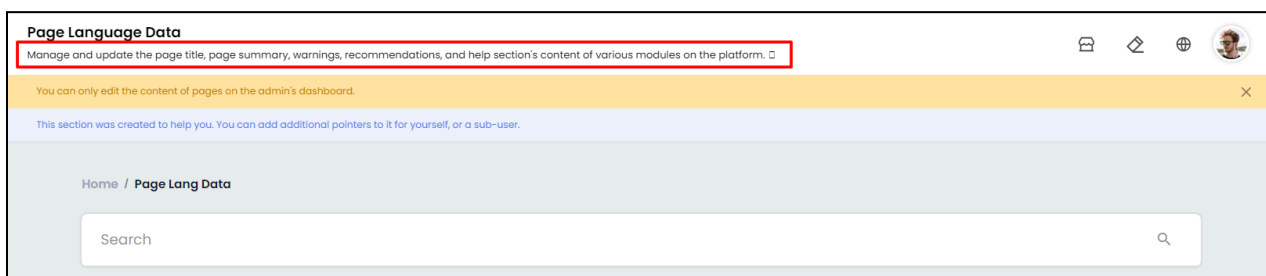 Page Language Data
Manage and update the page title, page summary, warnings, recommendations, and help section's content of various modules on the platform.
You can only edit the content of pages on the admin's dashboard.
This section was created to help you. You can add additional pointers to it for yourself, or a sub-user.
Home / Page Lang Data
Search